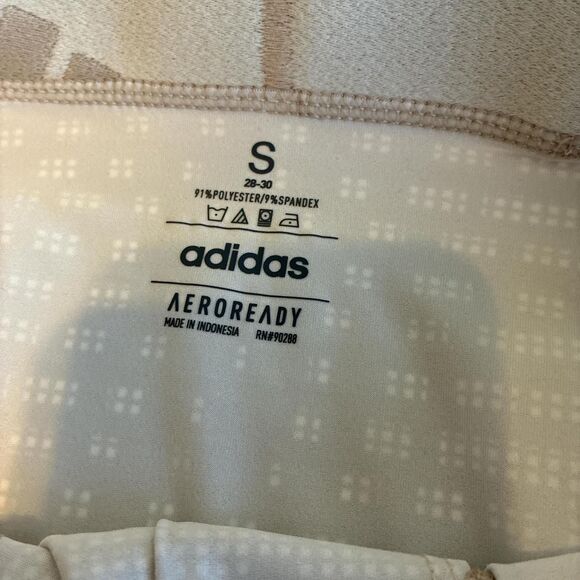 S
28-30
91%POLYESTER/9%SPANDEX
adidas
AEROREADY
MADE IN INDONESIA RN#90288